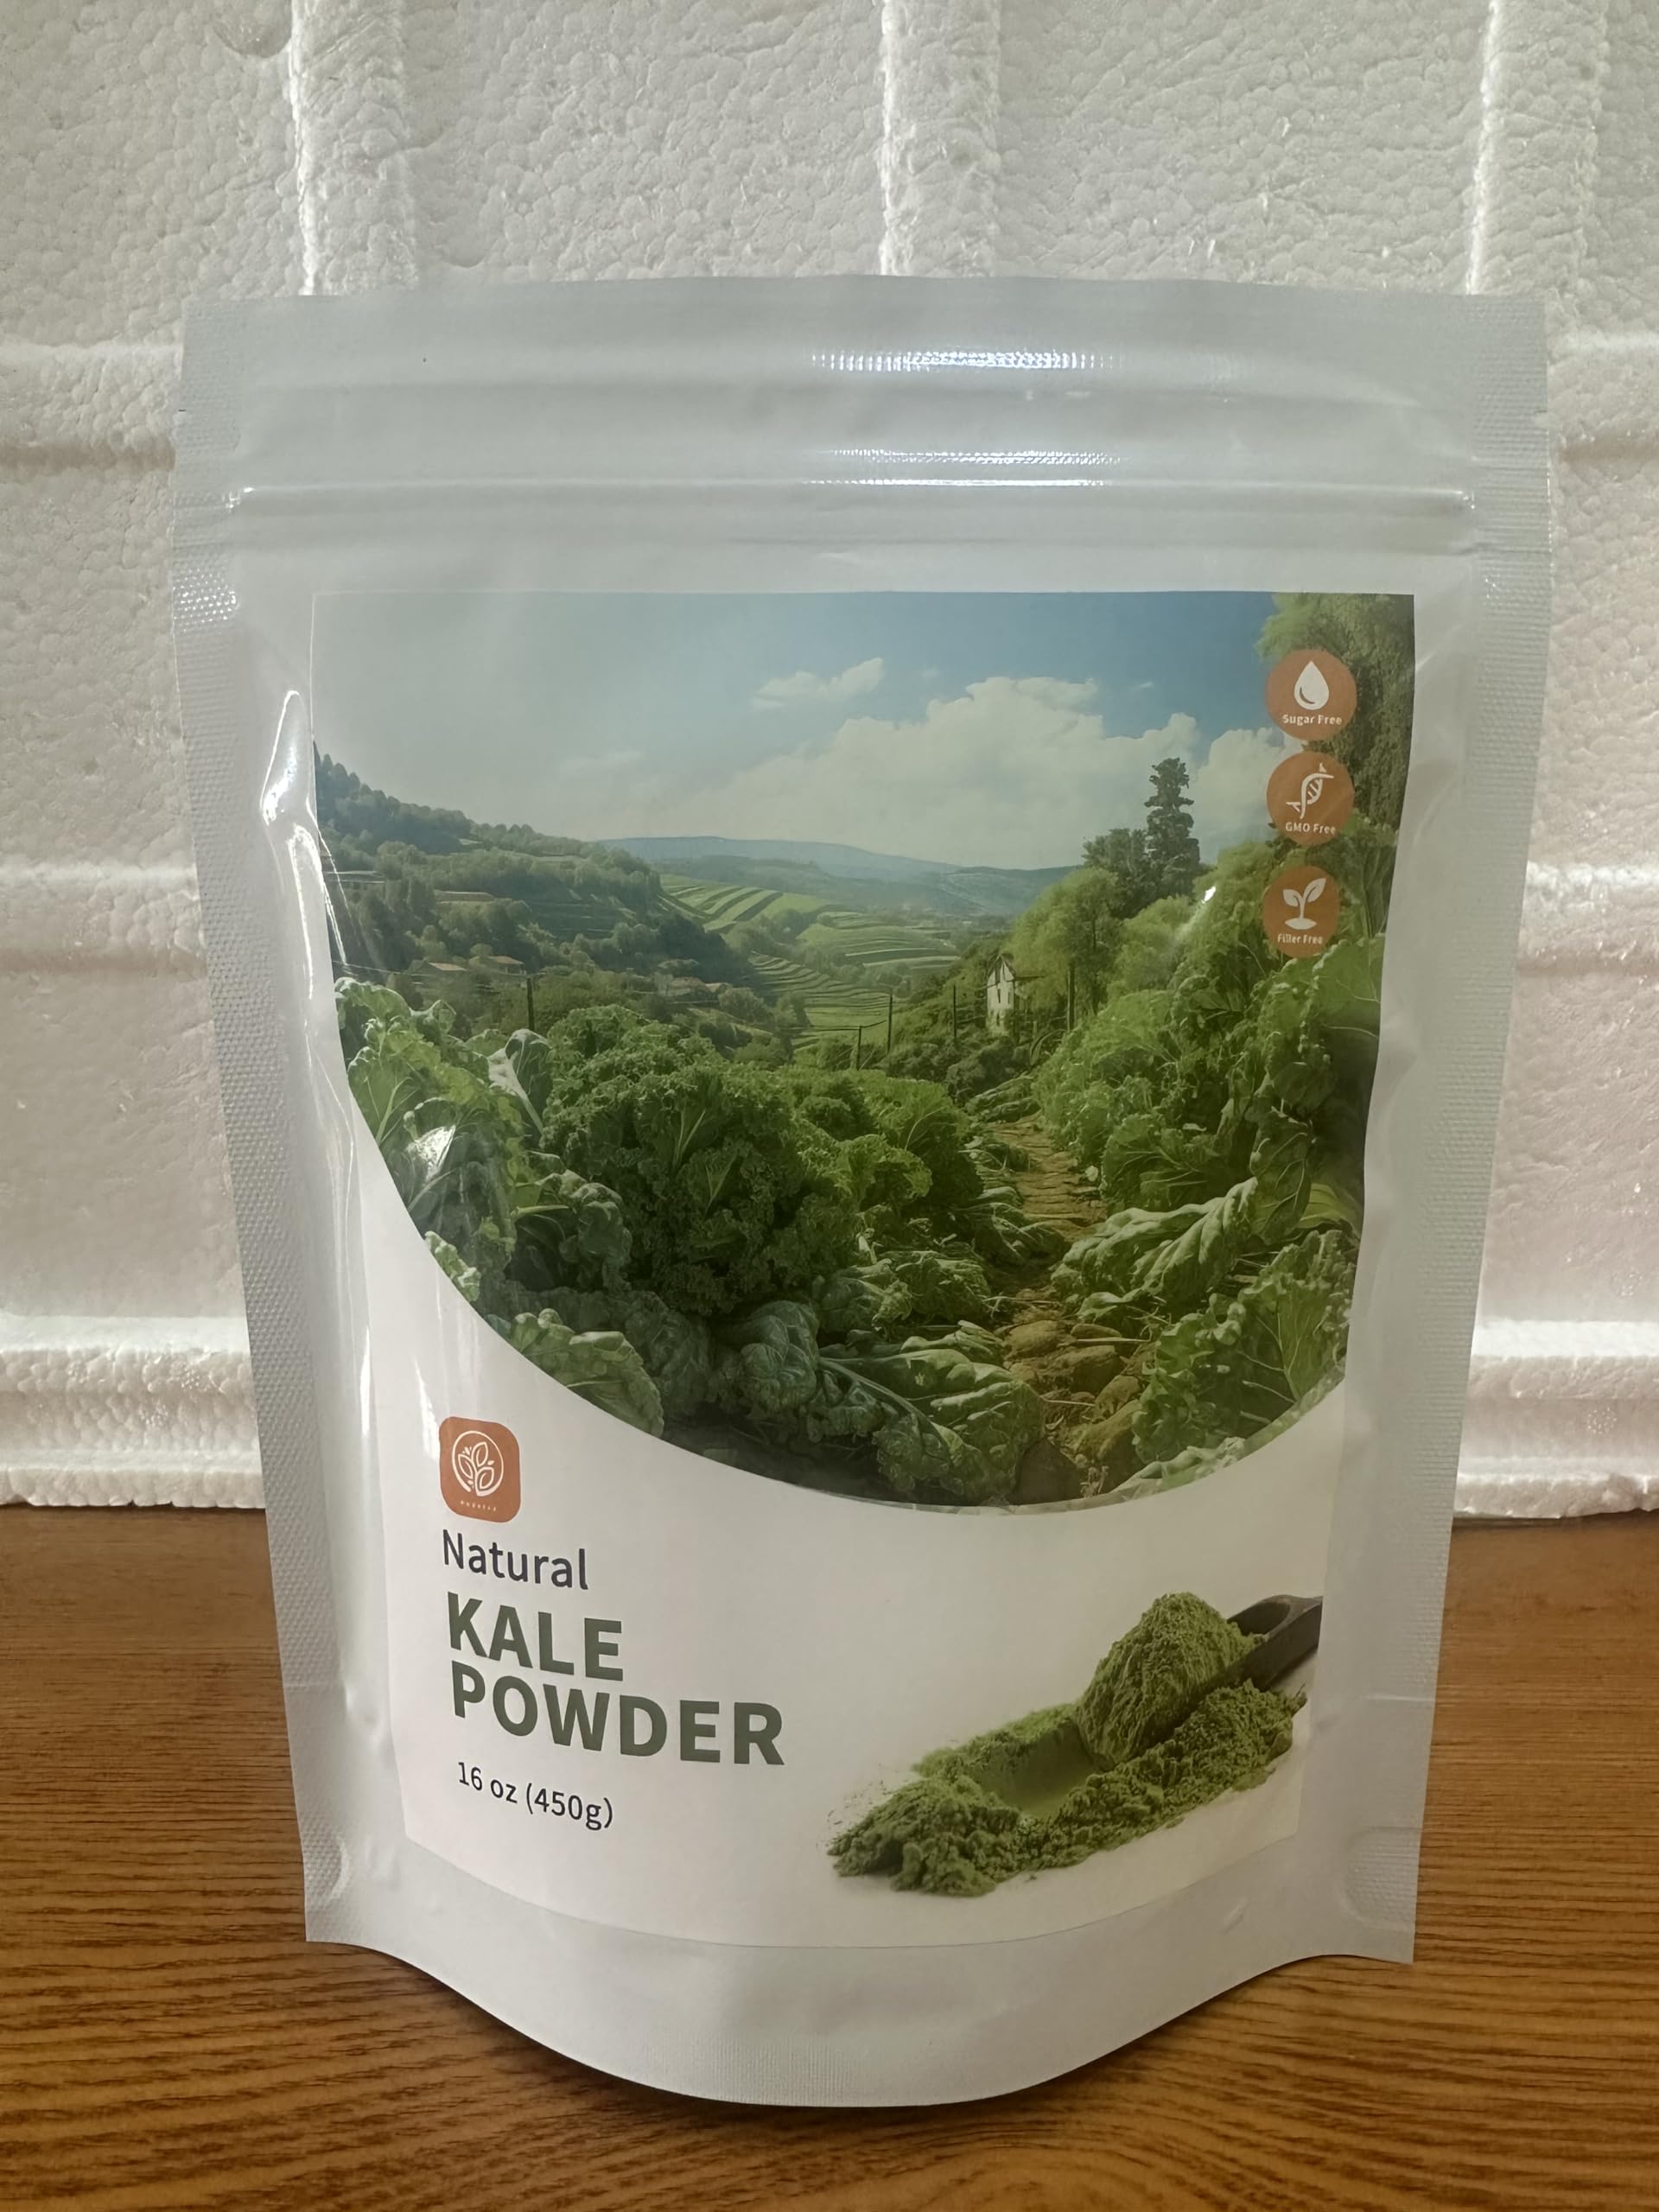 Sugar Free
GMO Free
Filler Free
Natural
KALE
POWDER
16 oz (450g)